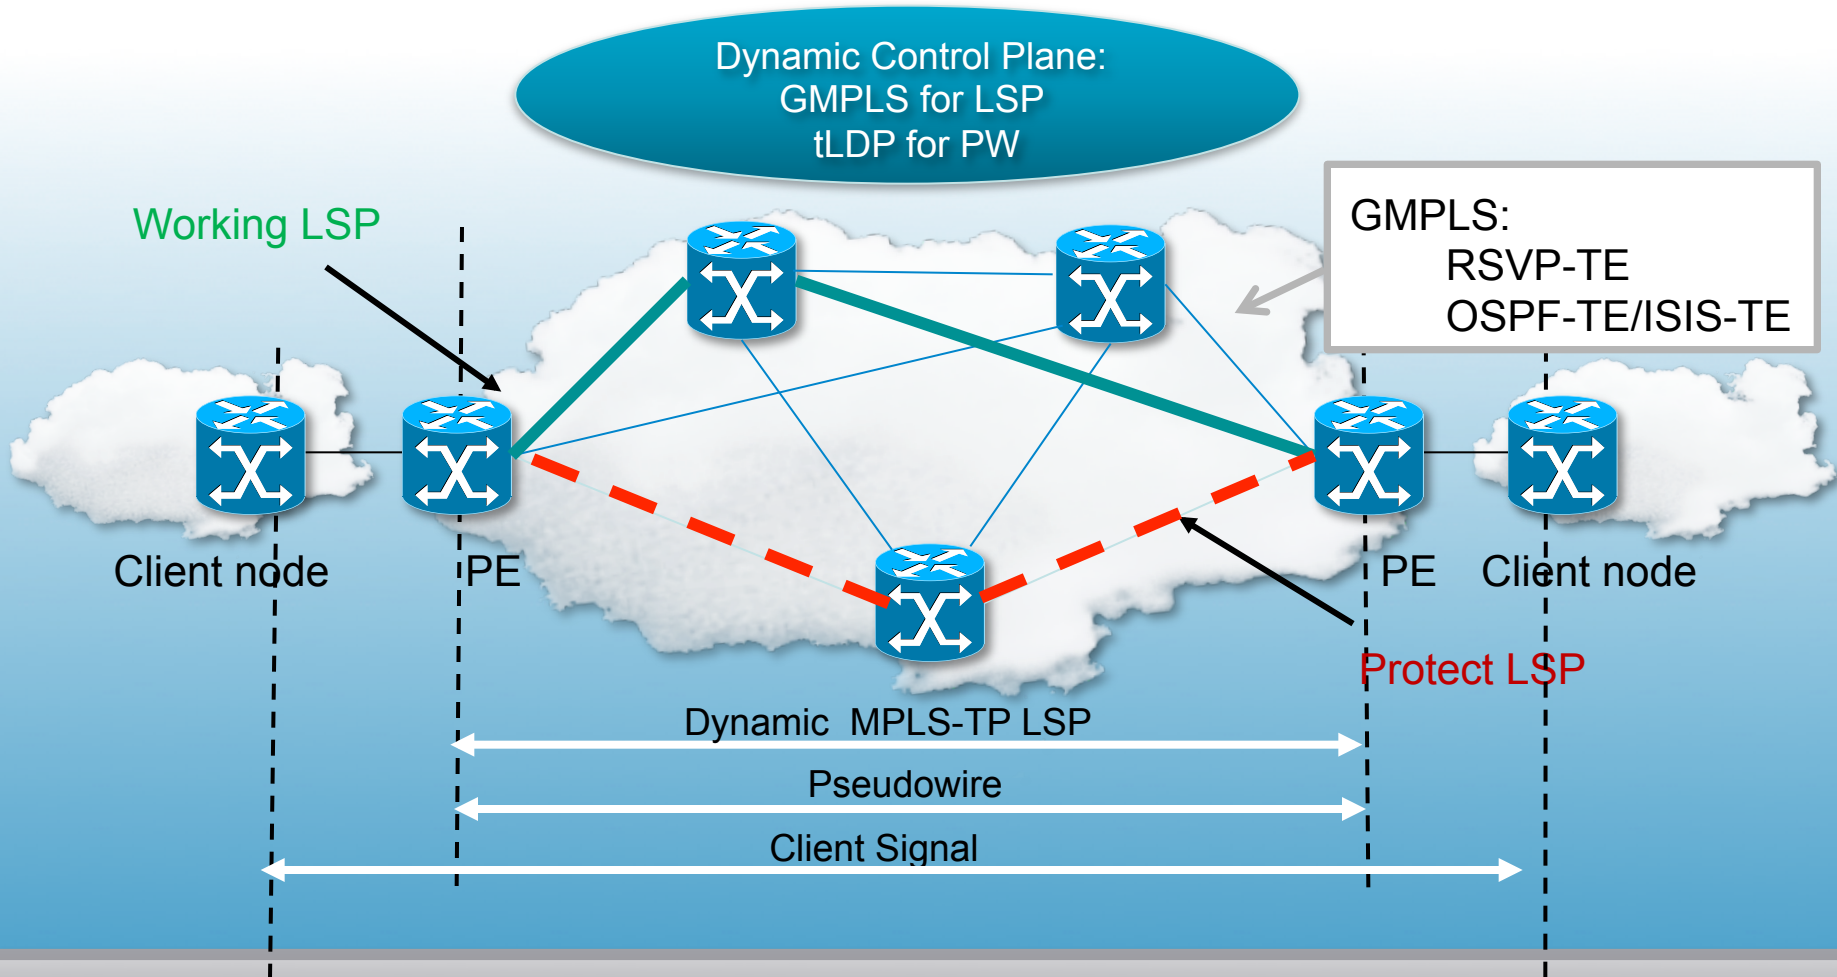 Dynamic Control Plane:
GMPLS for LSP
tLDP for PW
Working LSP
GMPLS:
RSVP-TE
OSPF-TE/ISIS-TE
Client node
PE
PE
Client node
Protect LSP
Dynamic MPLS-TP LSP
Pseudowire
Client Signal